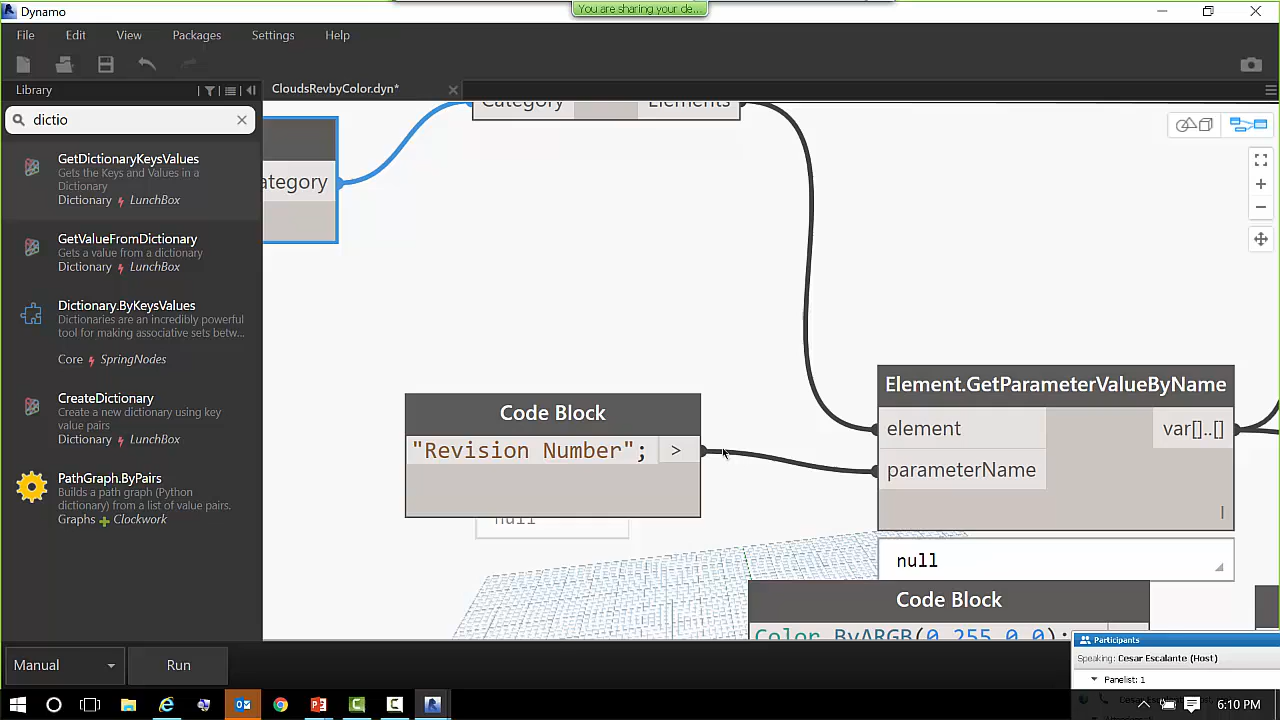 Dynamo
You are sharing your de...
File Edit View Packages Settings Help
Library
CloudsRevbyColor.dyn*
dictio
GetDictionaryKeysValues
Gets the Keys and Values in a
Dictionary
Dictionary LunchBox
GetValueFromDictionary
Gets a value from a dictionary
Dictionary LunchBox
Dictionary.ByKeysValues
Dictionaries are an incredibly powerful
tool for making associative sets betw...
Core SpringNodes
CreateDictionary
Create a new dictionary using key
value pairs
Dictionary LunchBox
PathGraph.ByPairs
Builds a path graph (Python
dictionary) from a list of value pairs.
Graphs Clockwork
Category Elements
ategory
Code Block
"Revision Number"; >
null
Element.GetParameterValueByName
element var[]..[]
parameterName
null
Code Block
Color.ByARGB(0,255,0,0);
Manual Run
Participants
Speaking: Cesar Escalante (Host)
Panelist: 1
6:10 PM